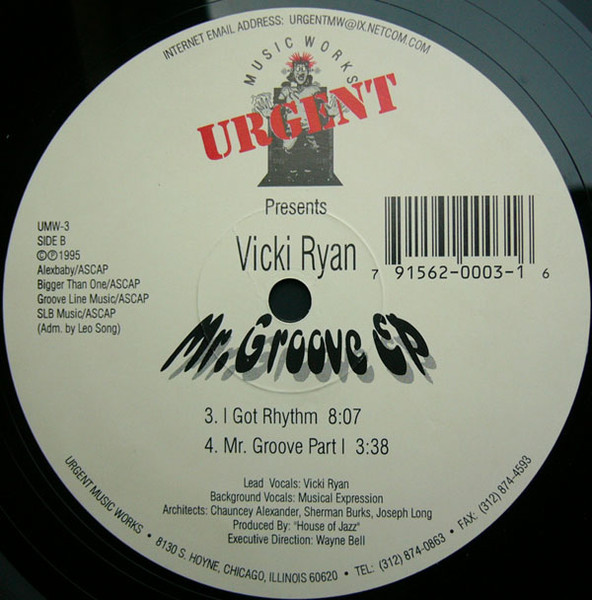 INTERNET EMAIL ADDRESS: URGENTMW@IX.NETCOM.COM
MUSIC WORKS
URGENT
Presents
Vicki Ryan
UMW-3
SIDE B
©℗1995
Alexbaby/ASCAP
Bigger Than One/ASCAP
Groove Line Music/ASCAP
SLB Music/ASCAP
(Adm. by Leo Song)
7 91562-0003-1 6
Mr. Groove EP
3. I Got Rhythm 8:07
4. Mr. Groove Part I 3:38
Lead Vocals: Vicki Ryan
Background Vocals: Musical Expression
Architects: Chauncey Alexander, Sherman Burks, Joseph Long
Produced By: "House of Jazz"
Executive Direction: Wayne Bell
URGENT MUSIC WORKS • 8130 S. HOYNE, CHICAGO, ILLINOIS 60620 • TEL: (312) 874-0863 • FAX: (312) 874-4593